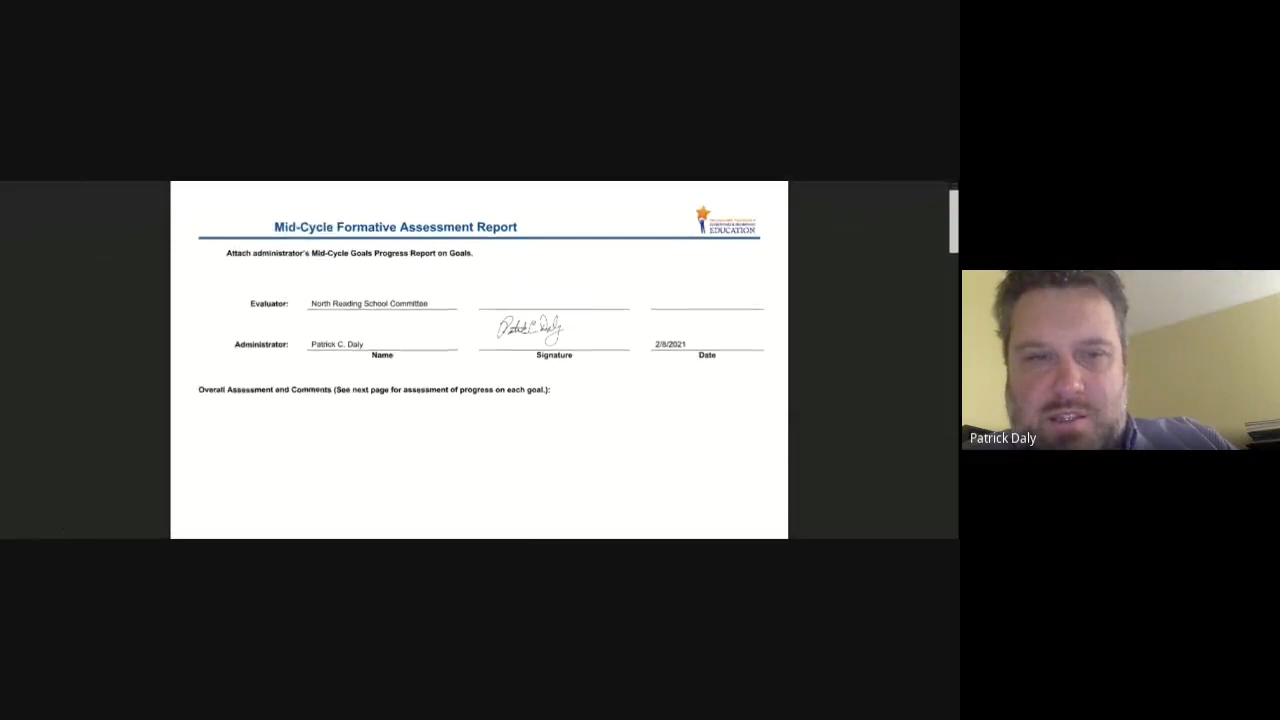 Mid-Cycle Formative Assessment Report
EDUCATION
Attach administrator's Mid-Cycle Goals Progress Report on Goals.
Evaluator: North Reading School Committee
Patrick C. Daly
Administrator: Patrick C. Daly 2/8/2021
Name Signature Date
Overall Assessment and Comments (See next page for assessment of progress on each goal.):
Patrick Daly